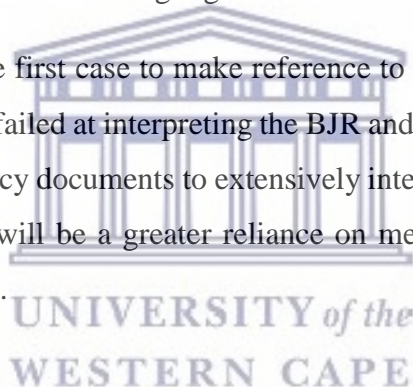 e first case to make reference to
failed at interpreting the BJR and
cy documents to extensively inte
will be a greater reliance on me
.
UNIVERSITY of the
WESTERN CAPE